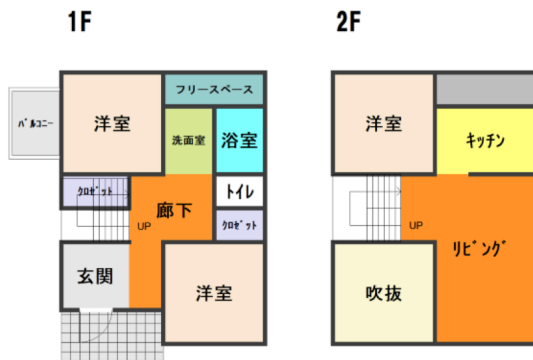 1F
2F
フリースペース
バルコニー
洋室
洗面室
浴室
洋室
キッチン
クロゼット
トイレ
廊下
UP
クロゼット
UP
リビング
玄関
洋室
吹抜